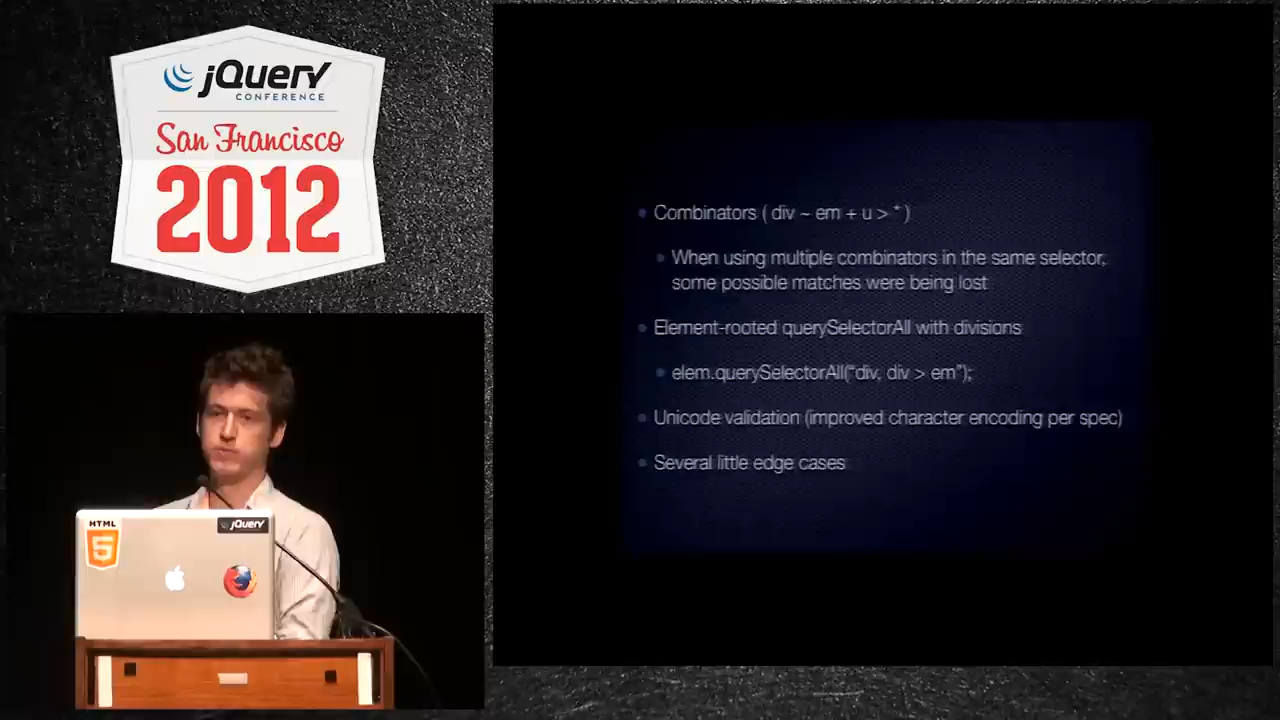 jQuery
CONFERENCE
San Francisco
2012
Combinators ( div ~ em + u > * )
When using multiple combinators in the same selector,
some possible matches were being lost
Element-rooted querySelectorAll with divisions
elem.querySelectorAll(“div, div > em”);
Unicode validation (improved character encoding per spec)
Several little edge cases
HTML
5
jQuery